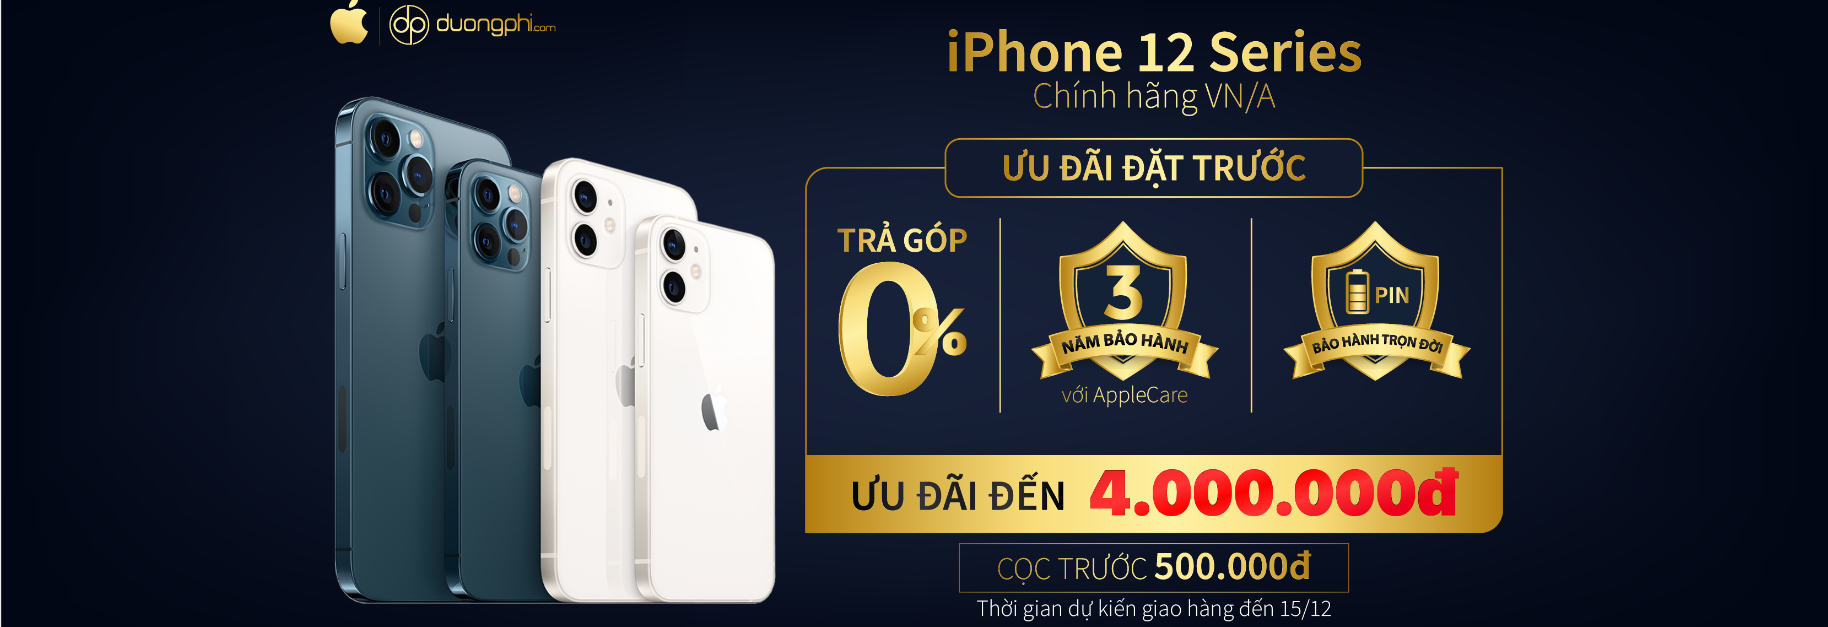 dp duongphi.com
iPhone 12 Series
Chính hãng VN/A
ƯU ĐÃI ĐẶT TRƯỚC
TRẢ GÓP
0%
3
NĂM BẢO HÀNH
với AppleCare
PIN
BẢO HÀNH TRỌN ĐỜI
ƯU ĐÃI ĐẾN 4.000.000đ
CỌC TRƯỚC 500.000đ
Thời gian dự kiến giao hàng đến 15/12